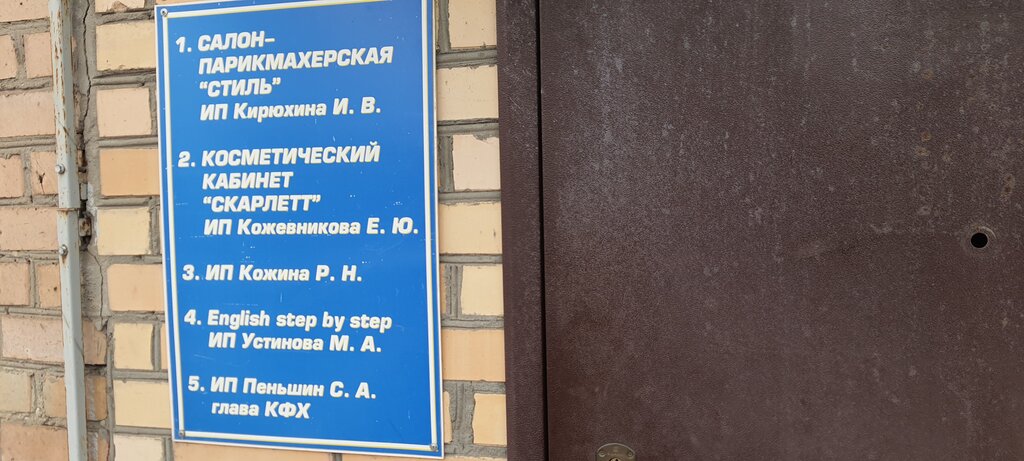 1. САЛОН-
ПАРИКМАХЕРСКАЯ
"СТИЛЬ"
ИП Кирюхина И. В.
2. КОСМЕТИЧЕСКИЙ
КАБИНЕТ
"СКАРЛЕТТ"
ИП Кожевникова Е. Ю.
3. ИП Кожина Р. Н.
4. English step by step
ИП Устинова М. А.
5. ИП Пеньшин С. А.
глава КФХ